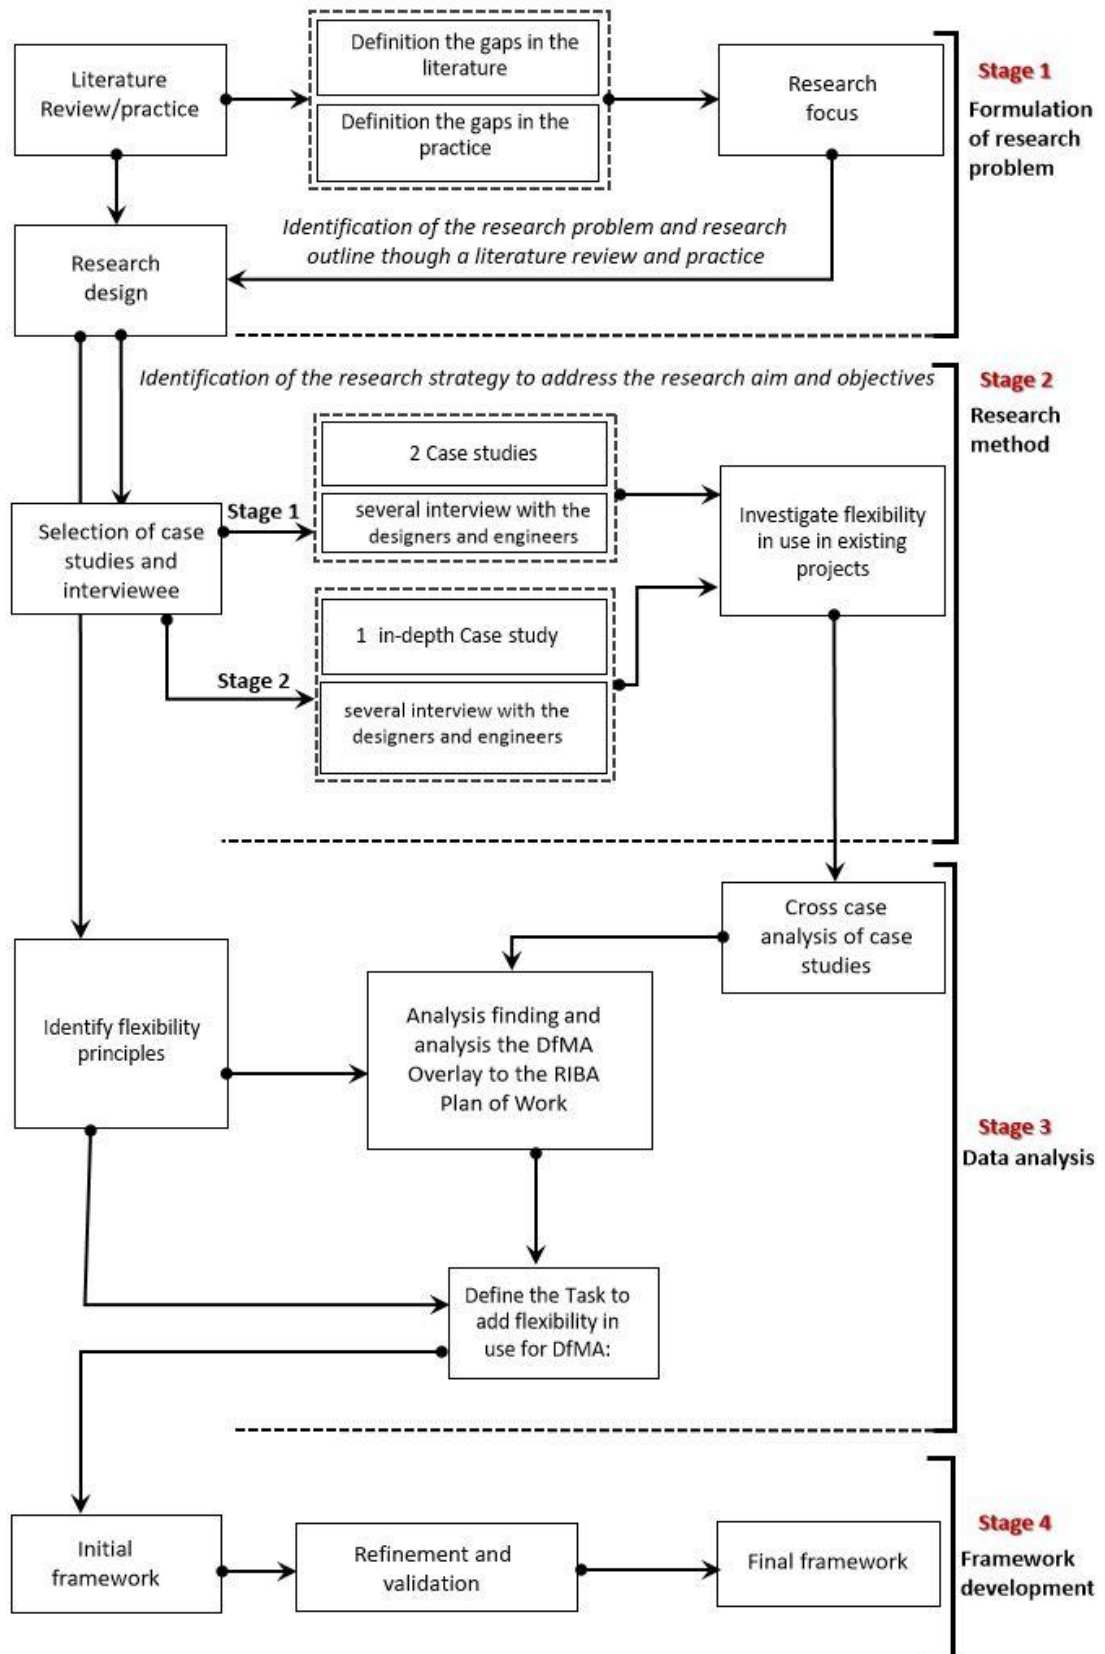 Literature
Review/practice
Definition the gaps in the
literature
Definition the gaps in the
practice
Research
focus
Stage 1
Formulation
of research
problem
Identification of the research problem and research
outline though a literature review and practice
Research
design
Identification of the research strategy to address the research aim and objectives
Stage 2
Research
method
Selection of case
studies and
interviewee
Stage 1
2 Case studies
several interview with the
designers and engineers
Stage 2
1 in-depth Case study
several interview with the
designers and engineers
Investigate flexibility
in use in existing
projects
Cross case
analysis of case
studies
Identify flexibility
principles
Analysis finding and
analysis the DfMA
Overlay to the RIBA
Plan of Work
Stage 3
Data analysis
Define the Task to
add flexibility in
use for DfMA:
Initial
framework
Refinement and
validation
Final framework
Stage 4
Framework
development